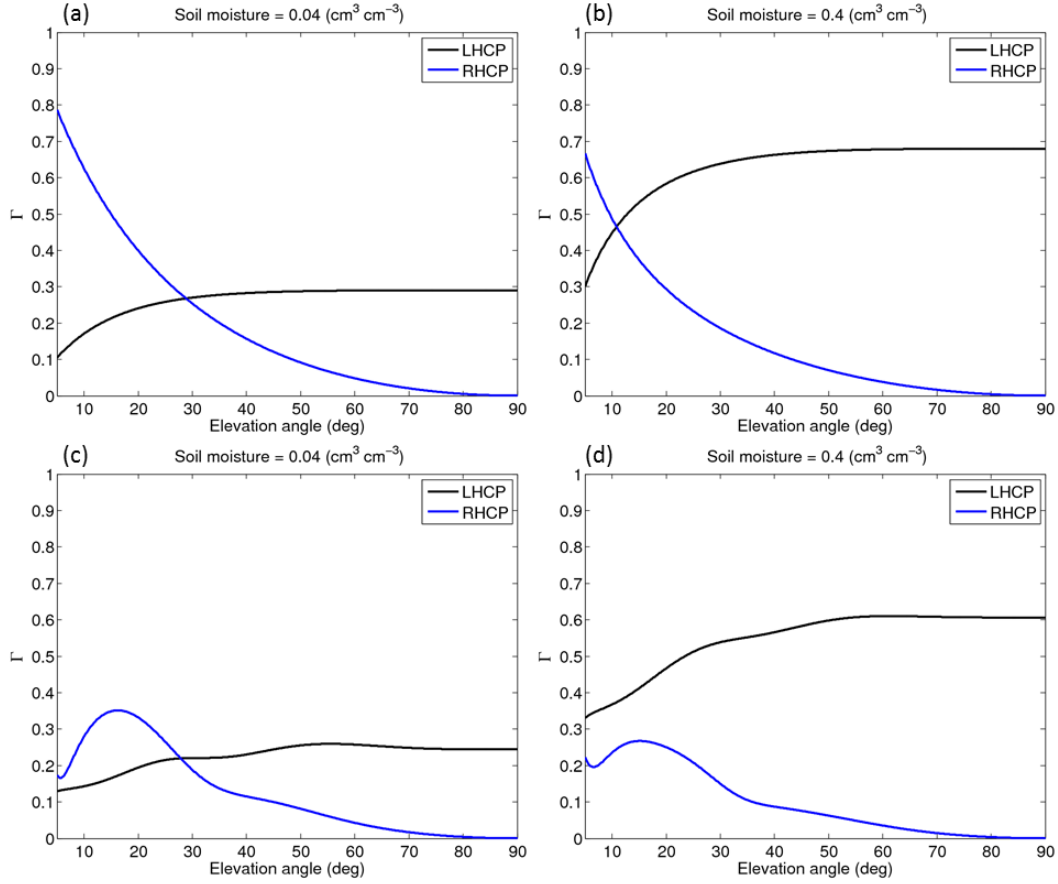 (a) Soil moisture = 0.04 (cm³ cm⁻³)
1
0.9
0.8
0.7
0.6
0.5
0.4
0.3
0.2
0.1
0
Γ
LHCP
RHCP
10 20 30 40 50 60 70 80 90
Elevation angle (deg)
(b) Soil moisture = 0.4 (cm³ cm⁻³)
1
0.9
0.8
0.7
0.6
0.5
0.4
0.3
0.2
0.1
0
Γ
LHCP
RHCP
10 20 30 40 50 60 70 80 90
Elevation angle (deg)
(c) Soil moisture = 0.04 (cm³ cm⁻³)
1
0.9
0.8
0.7
0.6
0.5
0.4
0.3
0.2
0.1
0
Γ
LHCP
RHCP
10 20 30 40 50 60 70 80 90
Elevation angle (deg)
(d) Soil moisture = 0.4 (cm³ cm⁻³)
1
0.9
0.8
0.7
0.6
0.5
0.4
0.3
0.2
0.1
0
Γ
LHCP
RHCP
10 20 30 40 50 60 70 80 90
Elevation angle (deg)